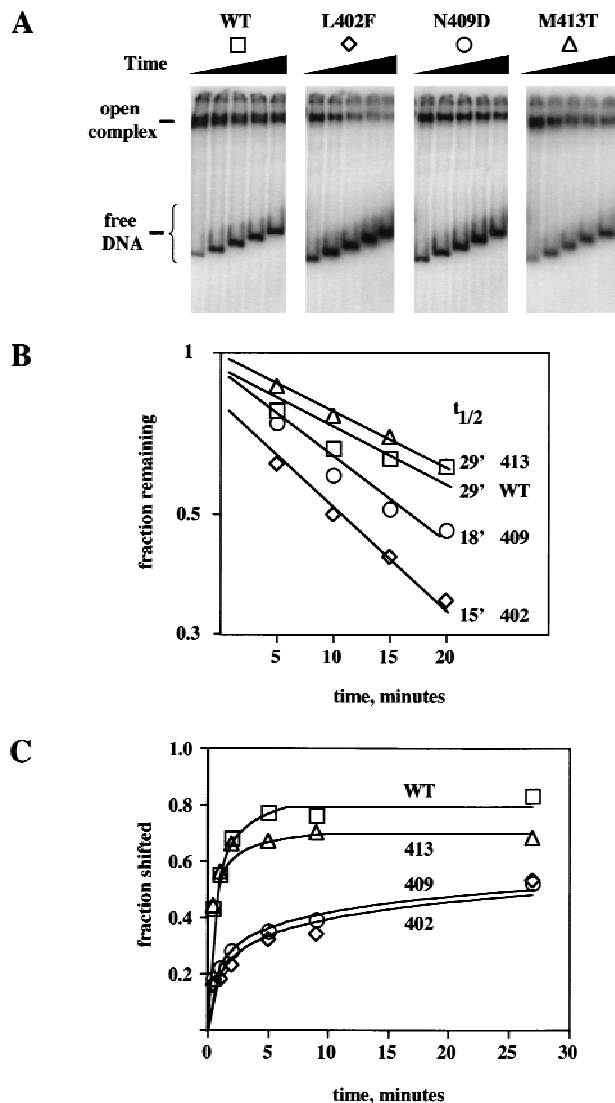 A
WT L402F N409D M413T
Time
open
complex
free
DNA
B
1
0.5
0.3
fraction remaining
t1/2
29' 413
29' WT
18' 409
15' 402
5 10 15 20
time, minutes
C
1.0
0.8
0.6
0.4
0.2
fraction shifted
WT
413
409
402
0 5 10 15 20 25 30
time, minutes